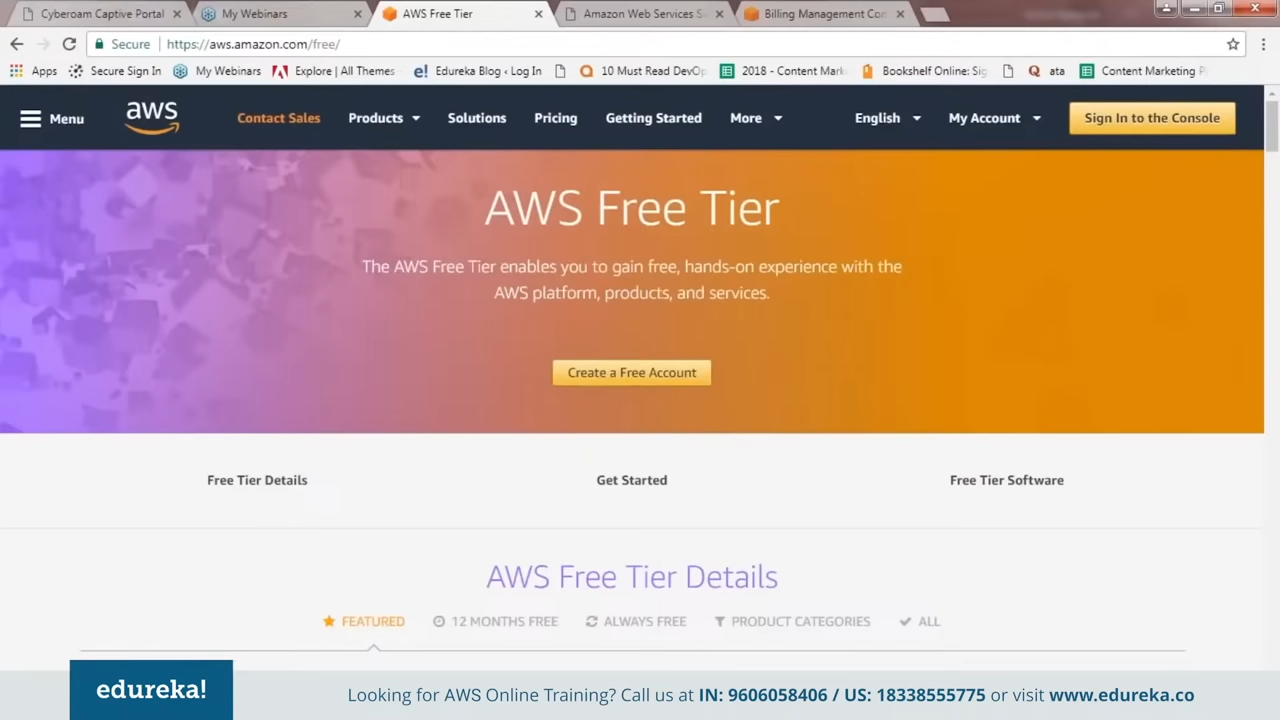 Cyberoam Captive Portal
My Webinars
AWS Free Tier
Amazon Web Services S
Billing Management Con
Secure
https://aws.amazon.com/free/
Apps
Secure Sign In
My Webinars
Explore | All Themes
e! Edureka Blog ‹ Log In
10 Must Read DevOp
2018 - Content Mark
Bookshelf Online: Sig
ata
Content Marketing P
Menu
aws
Contact Sales
Products
Solutions
Pricing
Getting Started
More
English
My Account
Sign In to the Console
AWS Free Tier
The AWS Free Tier enables you to gain free, hands-on experience with the
AWS platform, products, and services.
Create a Free Account
Free Tier Details
Get Started
Free Tier Software
AWS Free Tier Details
FEATURED
12 MONTHS FREE
ALWAYS FREE
PRODUCT CATEGORIES
ALL
edureka!
Looking for AWS Online Training? Call us at IN: 9606058406 / US: 18338555775 or visit www.edureka.co